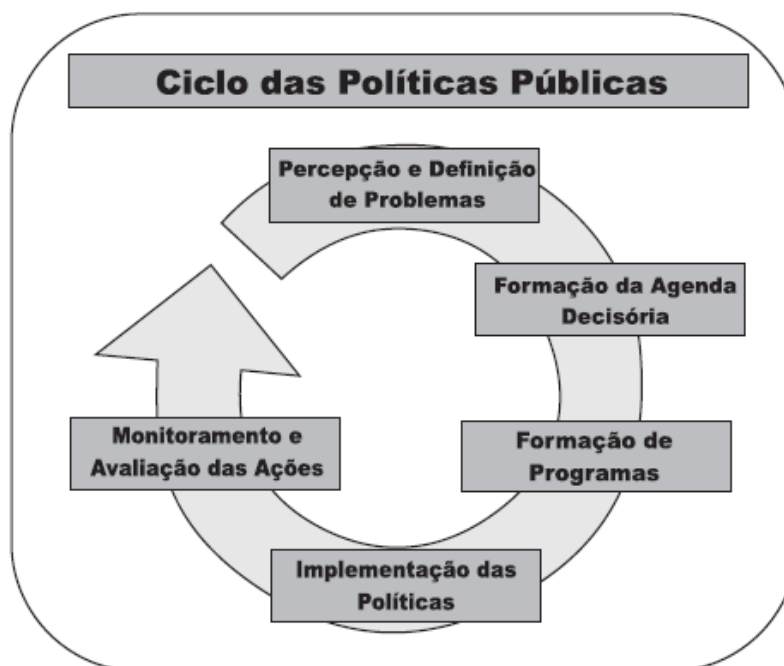 Ciclo das Políticas Públicas
Percepção e Definição
de Problemas
Formação da Agenda
Decisória
Formação de
Programas
Implementação das
Políticas
Monitoramento e
Avaliação das Ações